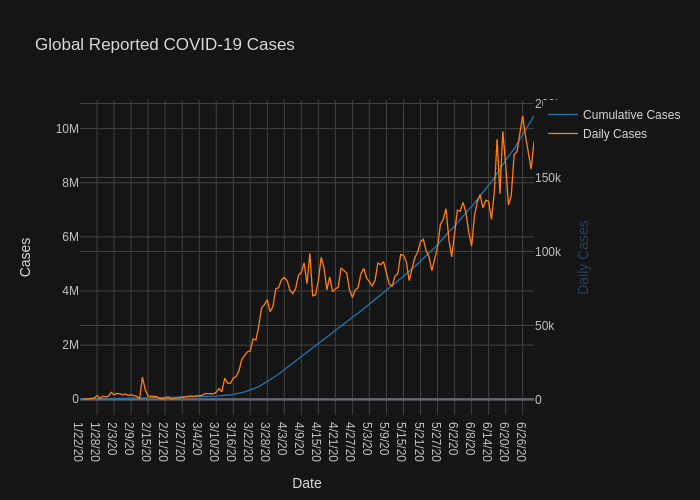 Global Reported COVID-19 Cases
Cumulative Cases
Daily Cases
10M
8M
6M
4M
2M
0
Cases
150k
100k
50k
0
Daily Cases
1/22/20
1/28/20
2/3/20
2/9/20
2/15/20
2/21/20
2/27/20
3/4/20
3/10/20
3/16/20
3/22/20
3/28/20
4/3/20
4/9/20
4/15/20
4/21/20
4/27/20
5/3/20
5/9/20
5/15/20
5/21/20
5/27/20
6/2/20
6/8/20
6/14/20
6/20/20
6/26/20
Date